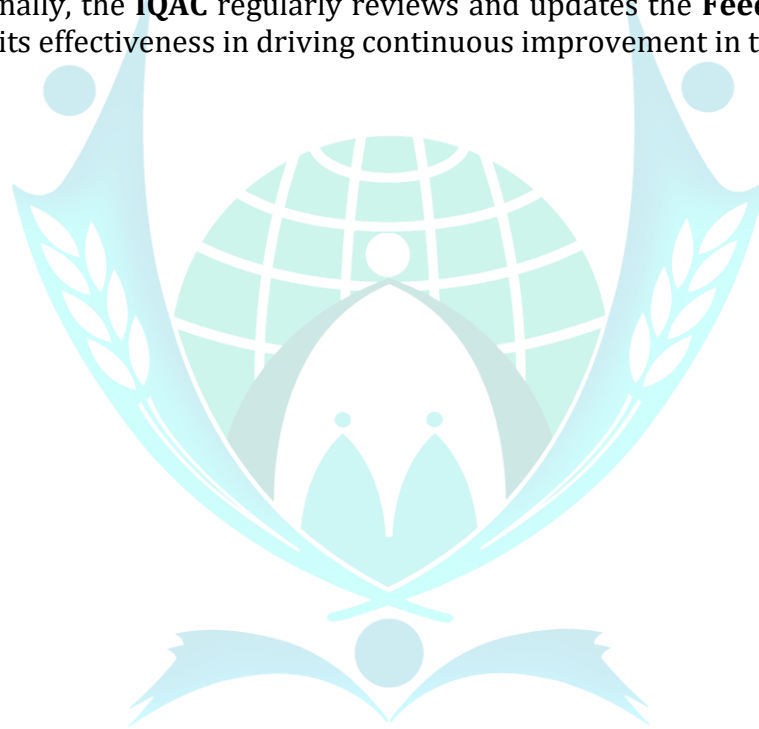 nally, the IQAC regularly reviews and updates the Feed
its effectiveness in driving continuous improvement in t